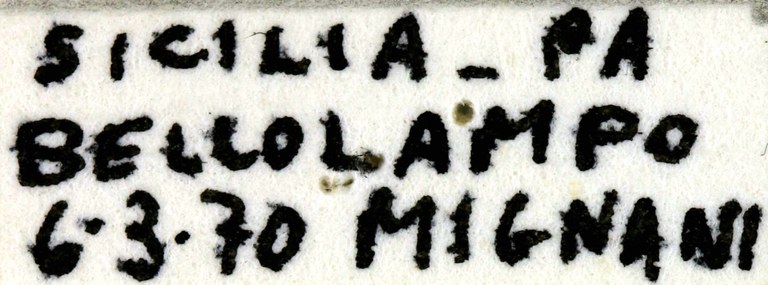 SICILIA - PA
BELLOLAMPO
6.3.70 MIGNANI